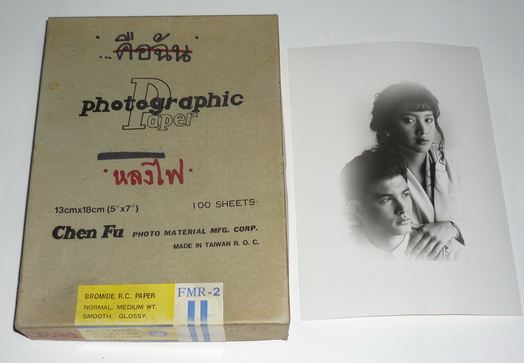 ...คือฉัน
photographic
Paper
·หลงไฟ·
13cmx18cm (5"x7") 100 SHEETS
Chen Fu PHOTO MATERIAL MFG. CORP.
MADE IN TAIWAN R. O. C.
BROMIDE, R.C. PAPER FMR-2
NORMAL, MEDIUM WT.
SMOOTH GLOSSY.